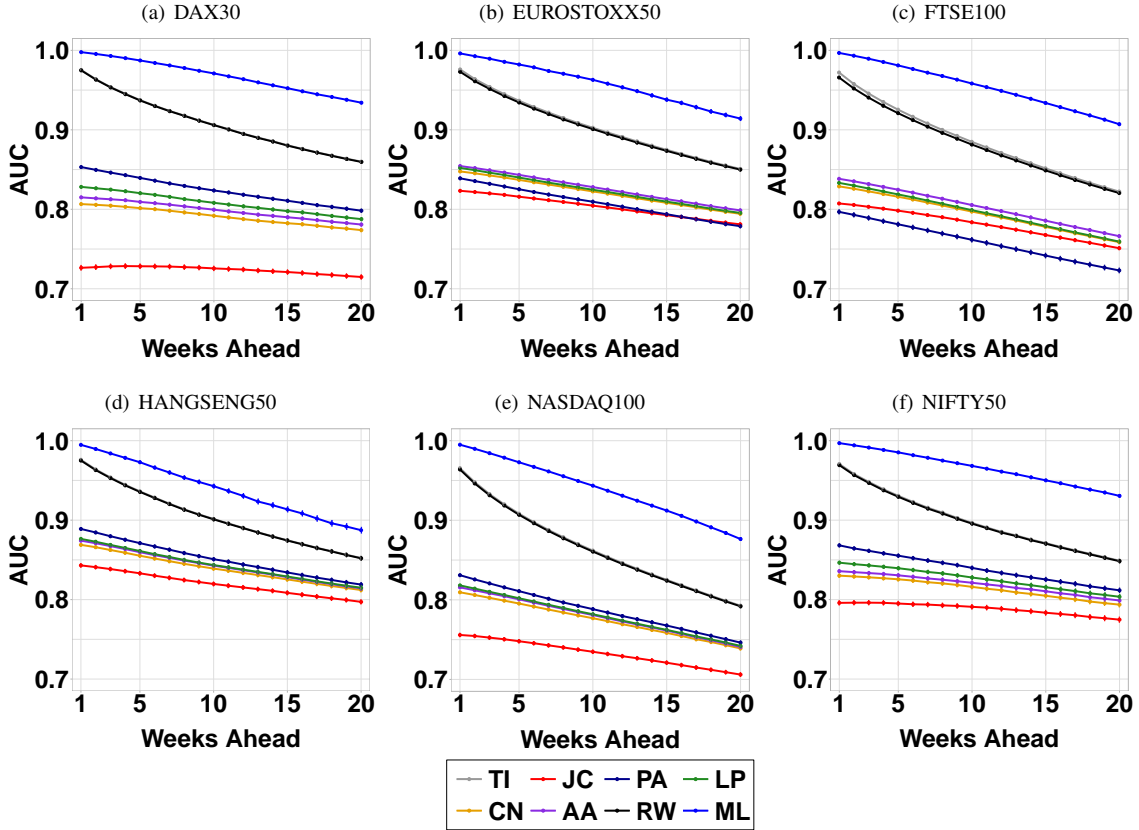 (a) DAX30 (b) EUROSTOXX50 (c) FTSE100
1.0 1.0 1.0
0.9 0.9 0.9
AUC AUC AUC
0.8 0.8 0.8
0.7 0.7 0.7
1 5 10 15 20 1 5 10 15 20 1 5 10 15 20
Weeks Ahead Weeks Ahead Weeks Ahead
(d) HANGSENG50 (e) NASDAQ100 (f) NIFTY50
1.0 1.0 1.0
0.9 0.9 0.9
AUC AUC AUC
0.8 0.8 0.8
0.7 0.7 0.7
1 5 10 15 20 1 5 10 15 20 1 5 10 15 20
Weeks Ahead Weeks Ahead Weeks Ahead
TI JC PA LP
CN AA RW ML